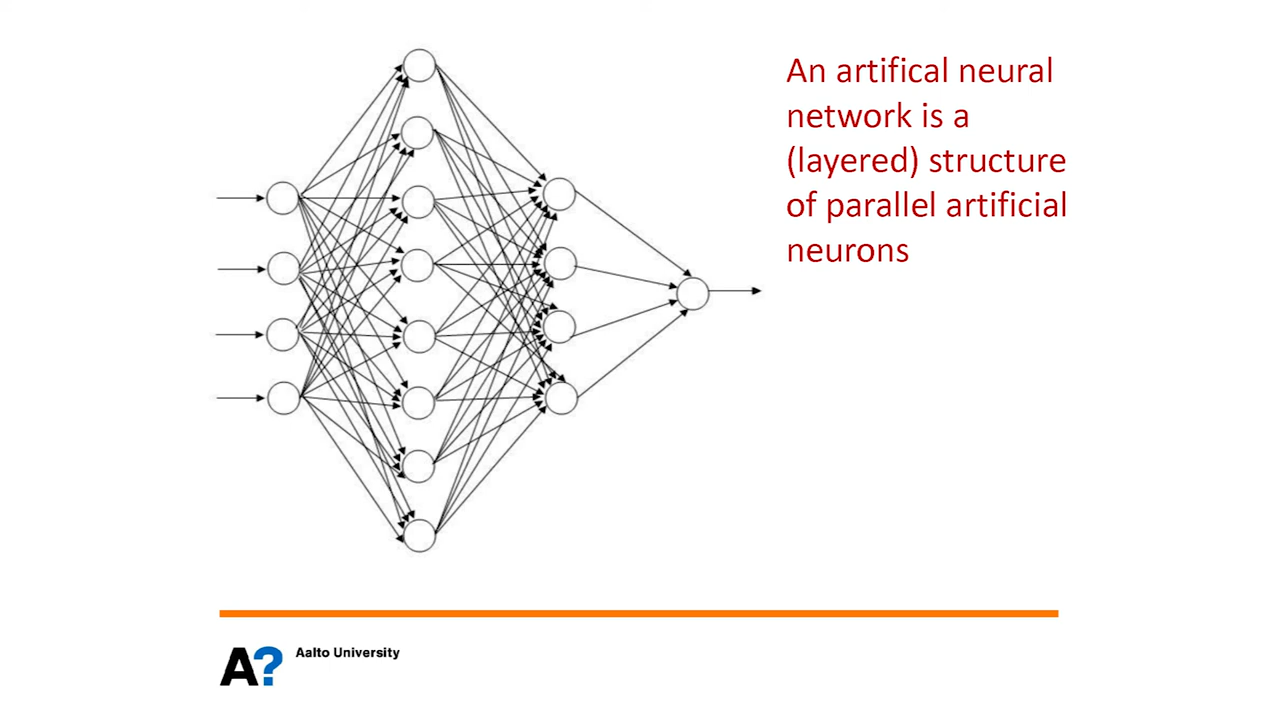 An artifical neural
network is a
(layered) structure
of parallel artificial
neurons
A?
Aalto University